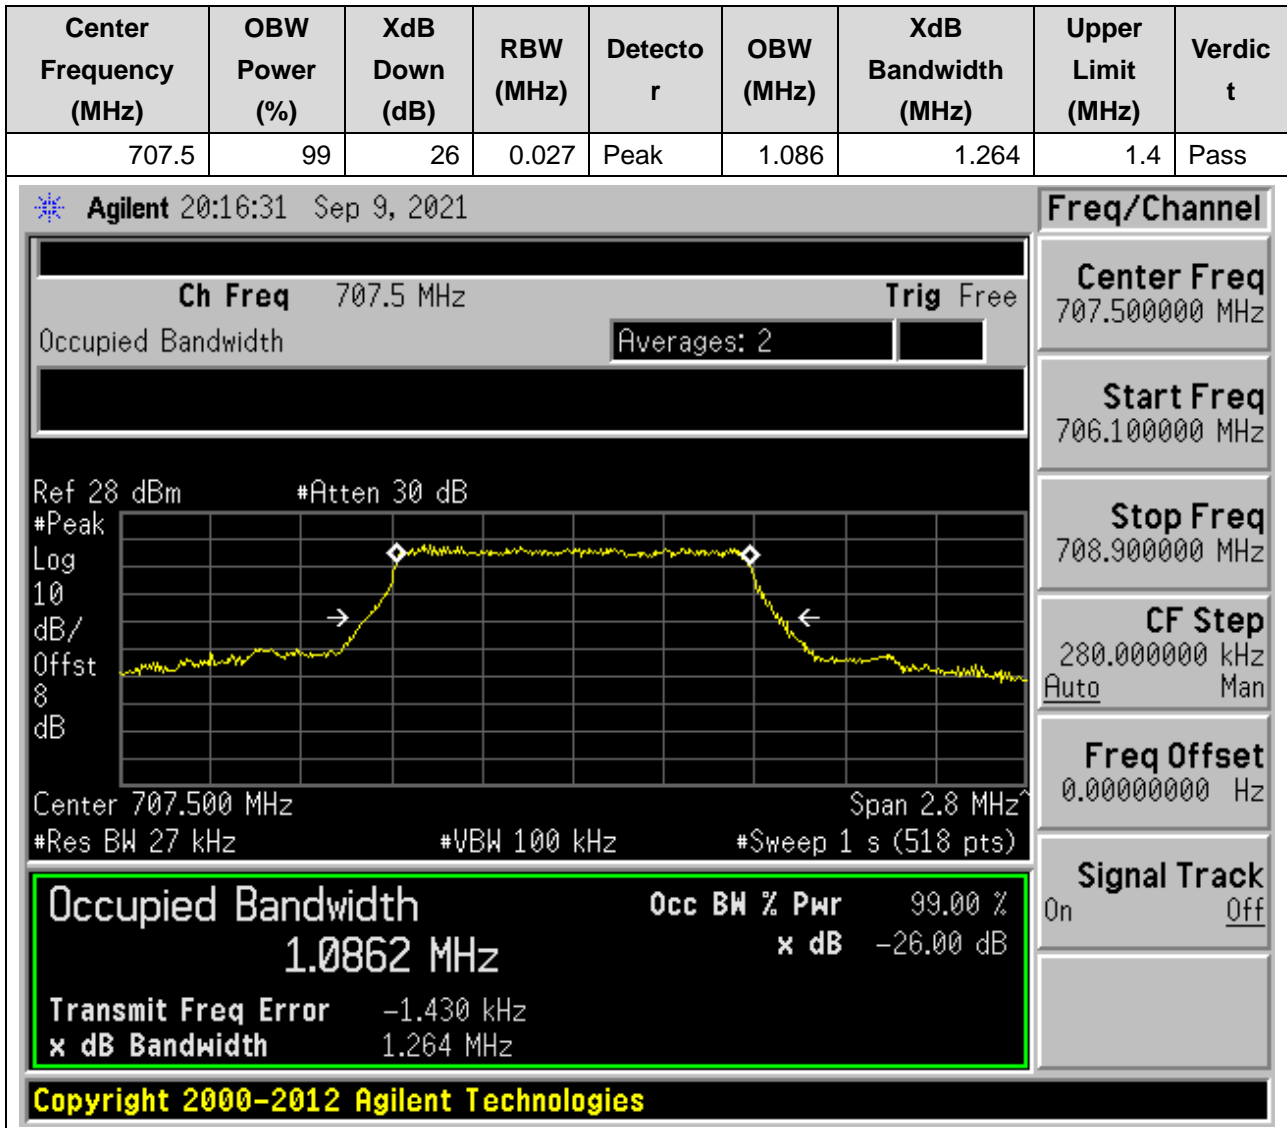 Center Frequency (MHz) OBW Power (%) XdB Down (dB) RBW (MHz) Detector OBW (MHz) XdB Bandwidth (MHz) Upper Limit (MHz) Verdict
707.5 99 26 0.027 Peak 1.086 1.264 1.4 Pass
Agilent 20:16:31 Sep 9, 2021
Freq/Channel
Ch Freq 707.5 MHz Trig Free
Occupied Bandwidth Averages: 2
Center Freq
707.500000 MHz
Start Freq
706.100000 MHz
Stop Freq
708.900000 MHz
CF Step
280.000000 kHz
Auto Man
Freq Offset
0.00000000 Hz
Signal Track
On Off
Ref 28 dBm #Atten 30 dB
#Peak
Log
10
dB/
Offst
8
dB
Center 707.500 MHz Span 2.8 MHz^
#Res BW 27 kHz #VBW 100 kHz #Sweep 1 s (518 pts)
Occupied Bandwidth
1.0862 MHz
Occ BW % Pwr 99.00 %
x dB -26.00 dB
Transmit Freq Error -1.430 kHz
x dB Bandwidth 1.264 MHz
Copyright 2000-2012 Agilent Technologies